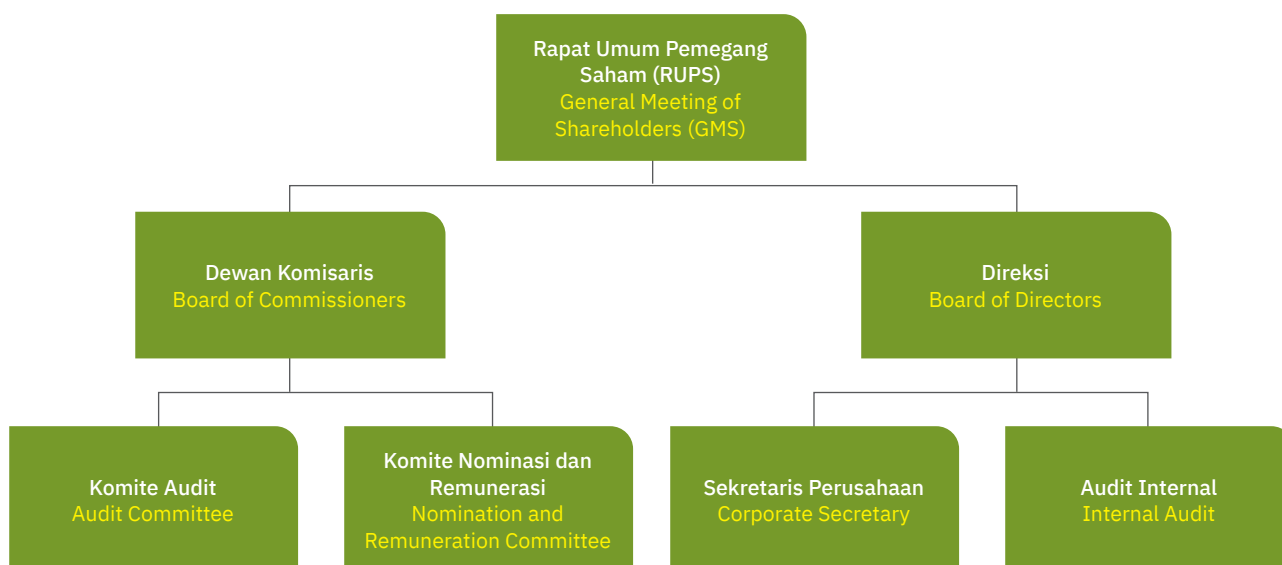 Rapat Umum Pemegang
Saham (RUPS)
General Meeting of
Shareholders (GMS)
Dewan Komisaris
Board of Commissioners
Direksi
Board of Directors
Komite Audit
Audit Committee
Komite Nominasi dan
Remunerasi
Nomination and
Remuneration Committee
Sekretaris Perusahaan
Corporate Secretary
Audit Internal
Internal Audit